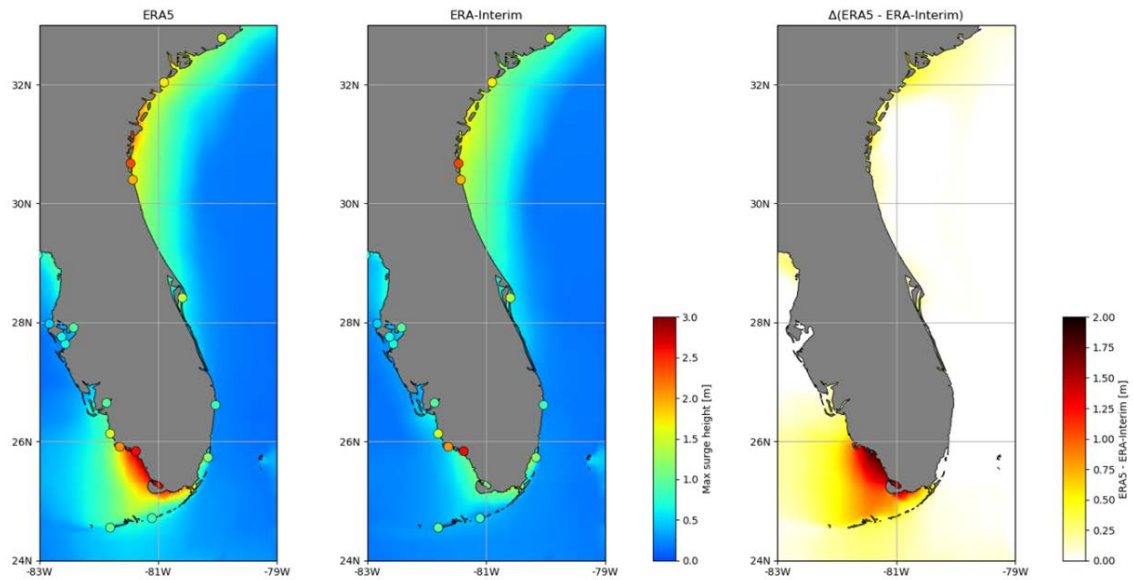 ERA5
ERA-Interim
Δ(ERA5 - ERA-Interim)
32N
30N
28N
26N
24N
-83W
-81W
-79W
32N
30N
28N
26N
24N
-83W
-81W
-79W
3.0
2.5
2.0
1.5
1.0
0.5
0.0
Max surge height [m]
32N
30N
28N
26N
24N
-83W
-81W
-79W
2.00
1.75
1.50
1.25
1.00
0.75
0.50
0.25
0.00
ERA5 - ERA-Interim [m]